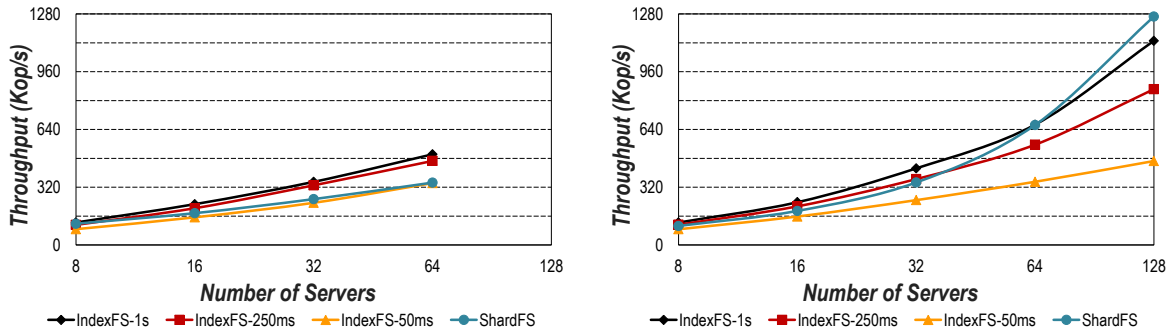 Throughput (Kop/s)
1280
960
640
320
0
8 16 32 64 128
Number of Servers
IndexFS-1s IndexFS-250ms IndexFS-50ms ShardFS
Throughput (Kop/s)
1280
960
640
320
0
8 16 32 64 128
Number of Servers
IndexFS-1s IndexFS-250ms IndexFS-50ms ShardFS